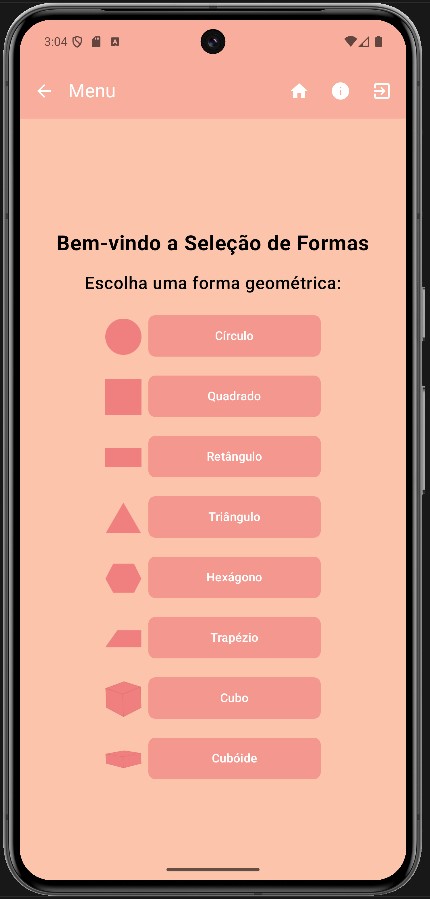 3:04
Menu
Bem-vindo a Seleção de Formas
Escolha uma forma geométrica:
Círculo
Quadrado
Retângulo
Triângulo
Hexágono
Trapézio
Cubo
Cubóide